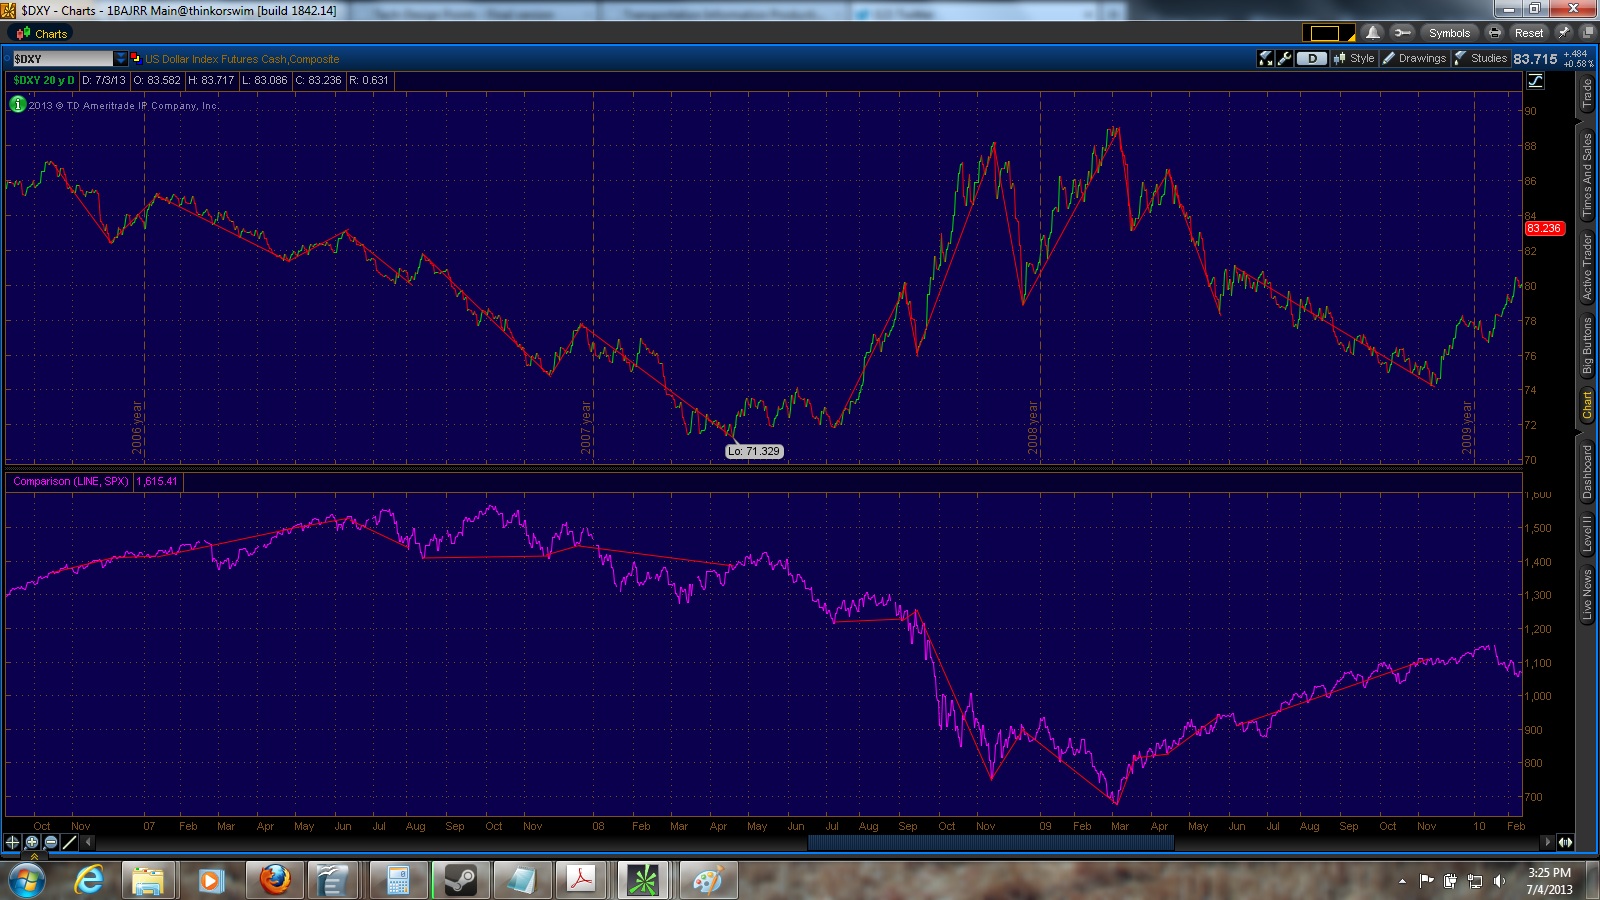 $DXY - Charts - 1BAJRR Main@thinkorswim [build 1842.14]
Charts
Symbols
Reset
$DXY
US Dollar Index Futures Cash,Composite
D
Style
Drawings
Studies
83.715
+.484
+0.58%
$DXY 20 y D
D: 7/3/13
O: 83.582
H: 83.717
L: 83.086
C: 83.236
R: 0.631
2013 © TD Ameritrade IP Company, Inc.
90
88
86
84
83.236
82
80
78
76
74
72
70
2006 year
2007 year
2008 year
2009 year
Lo: 71.329
Comparison (LINE, SPX)
1,615.41
1,600
1,500
1,400
1,300
1,200
1,100
1,000
900
800
700
Oct Nov 07 Feb Mar Apr May Jun Jul Aug Sep Oct Nov 08 Feb Mar Apr May Jun Jul Aug Sep Oct Nov 09 Feb Mar Apr May Jun Jul Aug Sep Oct Nov 10 Feb
Trade
Times And Sales
Active Trader
Big Buttons
Chart
Dashboard
Level II
Live News
3:25 PM
7/4/2013